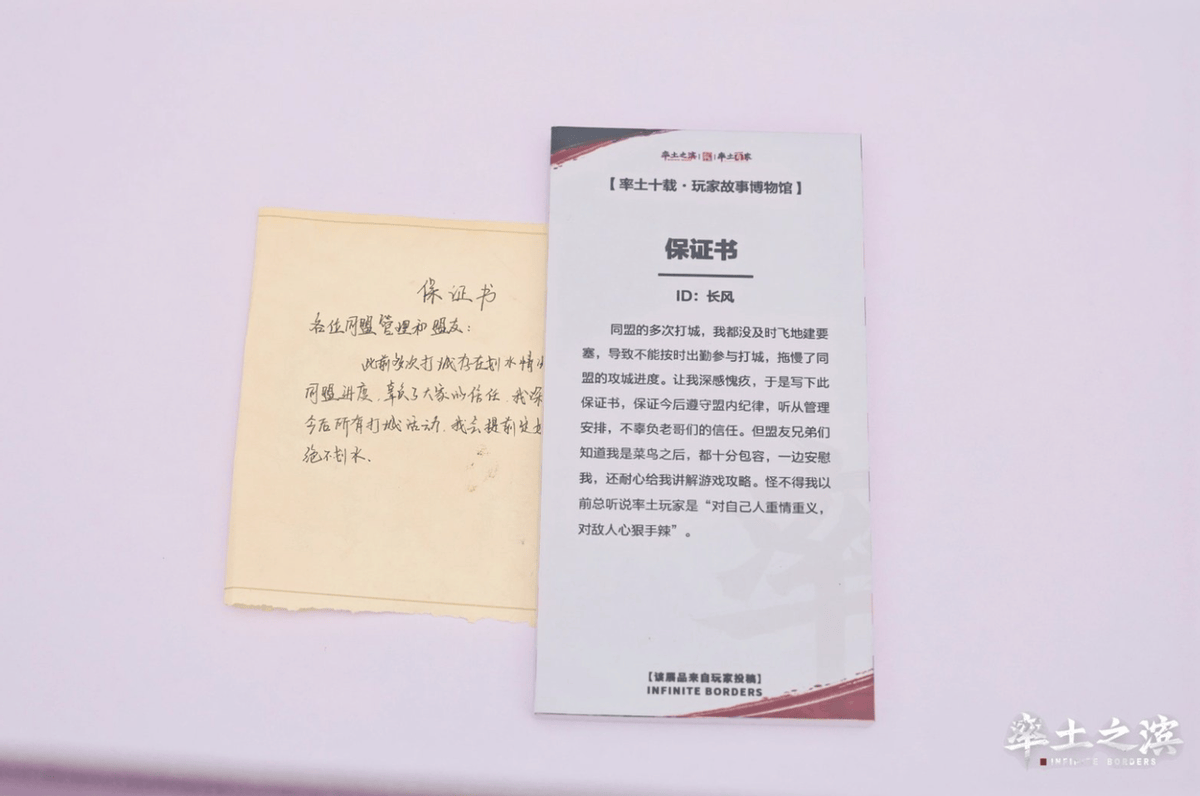 保证书
各位同盟管理和盟友：
此前多次打城存在划水情况
同盟进度，辜负了大家的信任，我深
今后所有打城活动，我会提前
绝不划水、
率土之滨
【率土十载·玩家故事博物馆】
保证书
ID：长风
同盟的多次打城，我都没及时飞地建要
塞，导致不能按时出勤参与打城，拖慢了同
盟的攻城进度。让我深感愧疚，于是写下此
保证书，保证今后遵守盟内纪律，听从管理
安排，不辜负老哥们的信任。但盟友兄弟们
知道我是菜鸟之后，都十分包容，一边安慰
我，还耐心给我讲解游戏攻略。怪不得我以
前总听说率土玩家是“对自己人重情重义，
对敌人心狠手辣”。
【该展品来自玩家投稿】
INFINITE BORDERS
率土之滨
INFINITE BORDERS